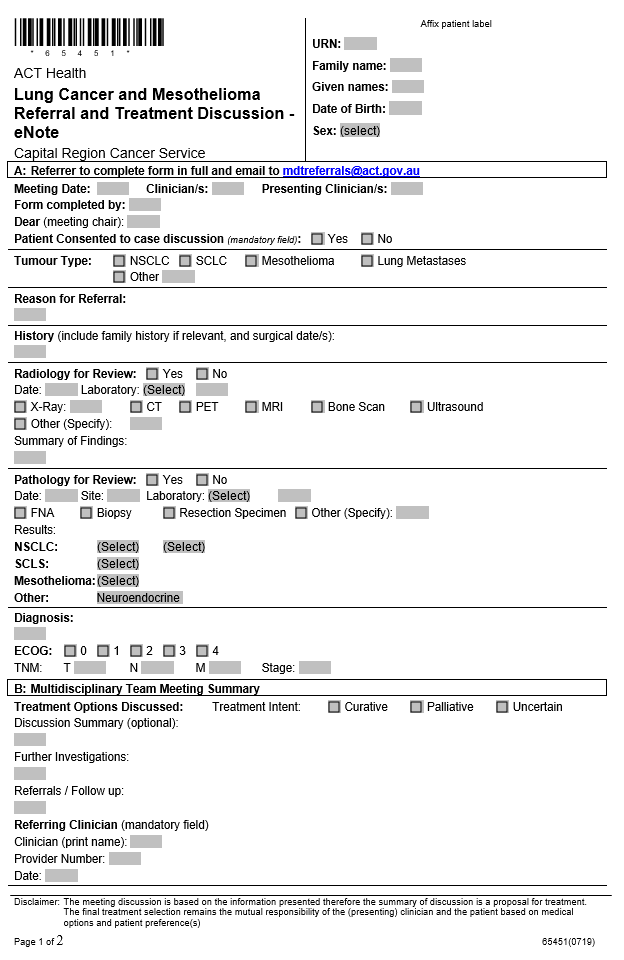 Affix patient label
* 6 5 4 5 1 *
URN:
ACT Health
Family name:
Lung Cancer and Mesothelioma
Given names:
Referral and Treatment Discussion -
Date of Birth:
eNote
Sex: (select)
Capital Region Cancer Service
A: Referrer to complete form in full and email to mdtreferrals@act.gov.au
Meeting Date: Clinician/s: Presenting Clinician/s:
Form completed by:
Dear (meeting chair):
Patient Consented to case discussion (mandatory field): Yes No
Tumour Type: NSCLC SCLC Mesothelioma Lung Metastases
Other
Reason for Referral:
History (include family history if relevant, and surgical date/s):
Radiology for Review: Yes No
Date: Laboratory: (Select)
X-Ray: CT PET MRI Bone Scan Ultrasound
Other (Specify):
Summary of Findings:
Pathology for Review: Yes No
Date: Site: Laboratory: (Select)
FNA Biopsy Resection Specimen Other (Specify):
Results:
NSCLC: (Select) (Select)
SCLS: (Select)
Mesothelioma: (Select)
Other: Neuroendocrine
Diagnosis:
ECOG: 0 1 2 3 4
TNM: T N M Stage:
B: Multidisciplinary Team Meeting Summary
Treatment Options Discussed: Treatment Intent: Curative Palliative Uncertain
Discussion Summary (optional):
Further Investigations:
Referrals / Follow up:
Referring Clinician (mandatory field)
Clinician (print name):
Provider Number:
Date:
Disclaimer: The meeting discussion is based on the information presented therefore the summary of discussion is a proposal for treatment.
The final treatment selection remains the mutual responsibility of the (presenting) clinician and the patient based on medical
options and patient preference(s)
Page 1 of 2 65451(0719)